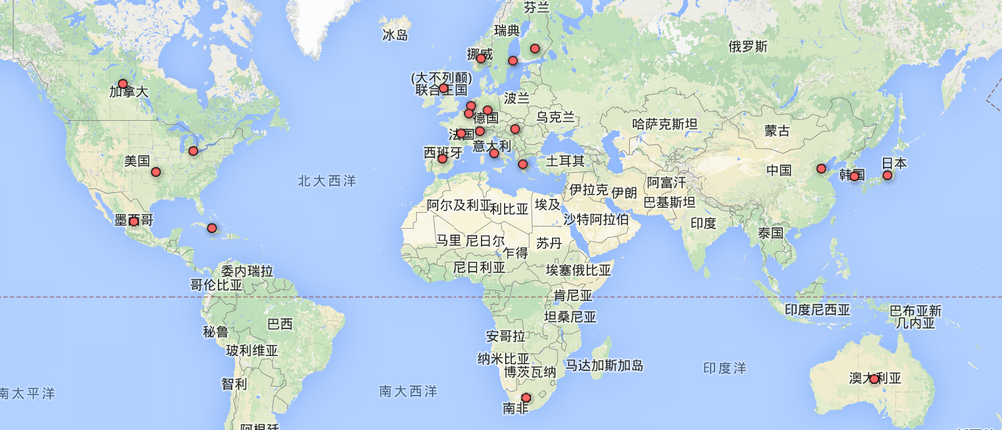 芬兰
冰岛
瑞典
俄罗斯
挪威
(大不列颠)
联合王国
加拿大
波兰
德国
乌克兰
哈萨克斯坦
蒙古
法国
意大利
美国
西班牙
土耳其
中国
日本
韩国
北大西洋
伊拉克
伊朗
阿富汗
巴基斯坦
阿尔及利亚
利比亚
埃及
沙特阿拉伯
墨西哥
印度
泰国
马里
尼日尔
苏丹
乍得
委内瑞拉
尼日利亚
埃塞俄比亚
哥伦比亚
肯尼亚
印度尼西亚
巴布亚新
几内亚
坦桑尼亚
巴西
秘鲁
安哥拉
玻利维亚
纳米比亚
博茨瓦纳
马达加斯加岛
印度洋
智利
南大西洋
南太平洋
澳大利亚
南非
阿根廷